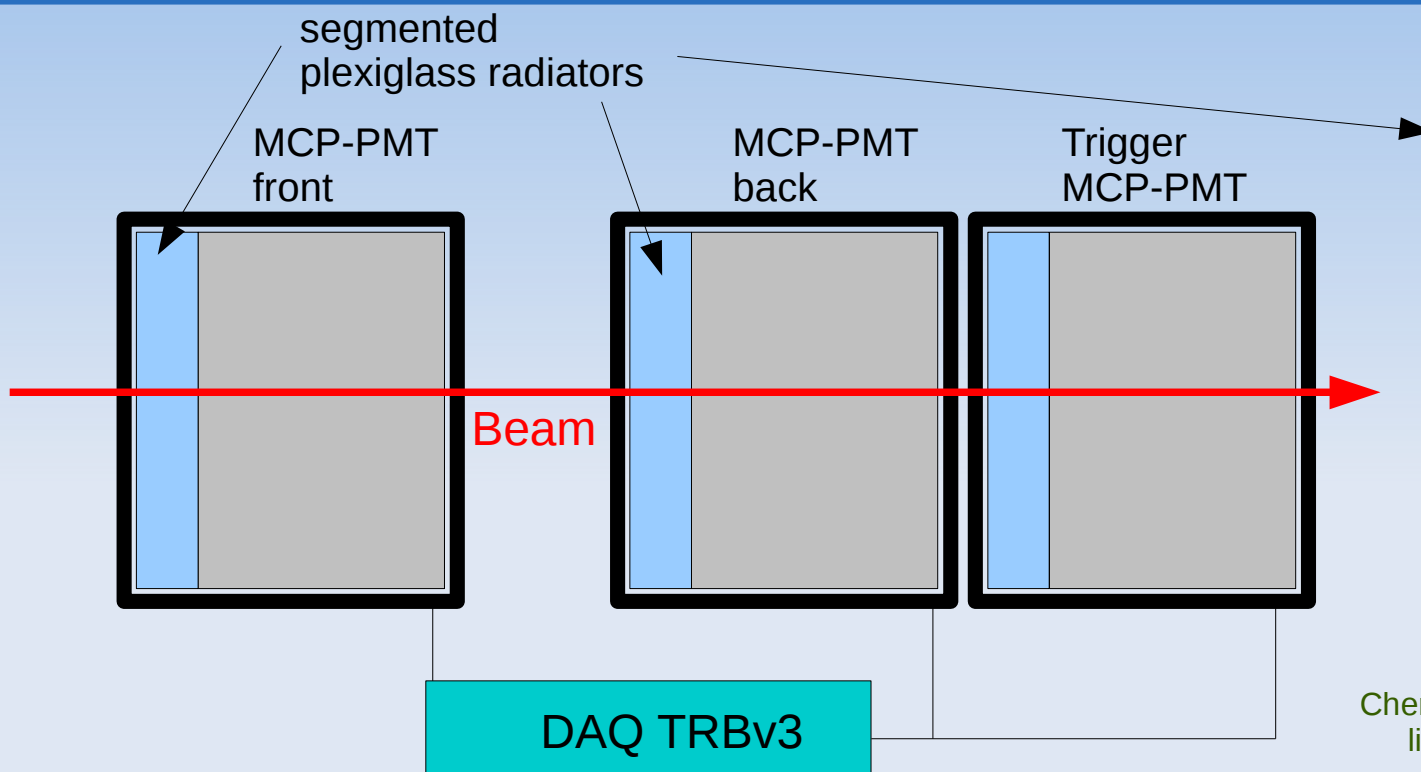 segmented
plexiglass radiators
MCP-PMT
front
MCP-PMT
back
Trigger
MCP-PMT
Beam
DAQ TRBv3